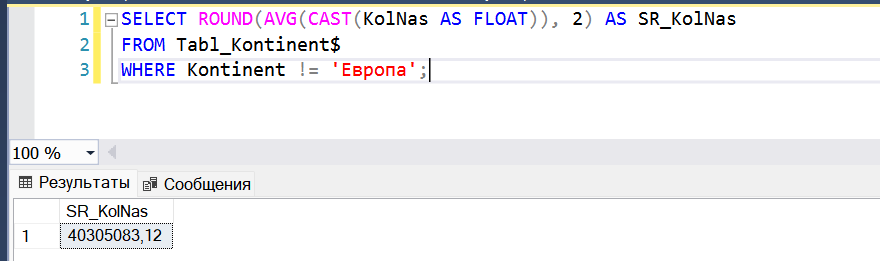 1 SELECT ROUND(AVG(CAST(KolNas AS FLOAT)), 2) AS SR_KolNas
2 FROM Tabl_Kontinent$
3 WHERE Kontinent != 'Европа';
100 %
Результаты Сообщения
SR_KolNas
1 40305083,12